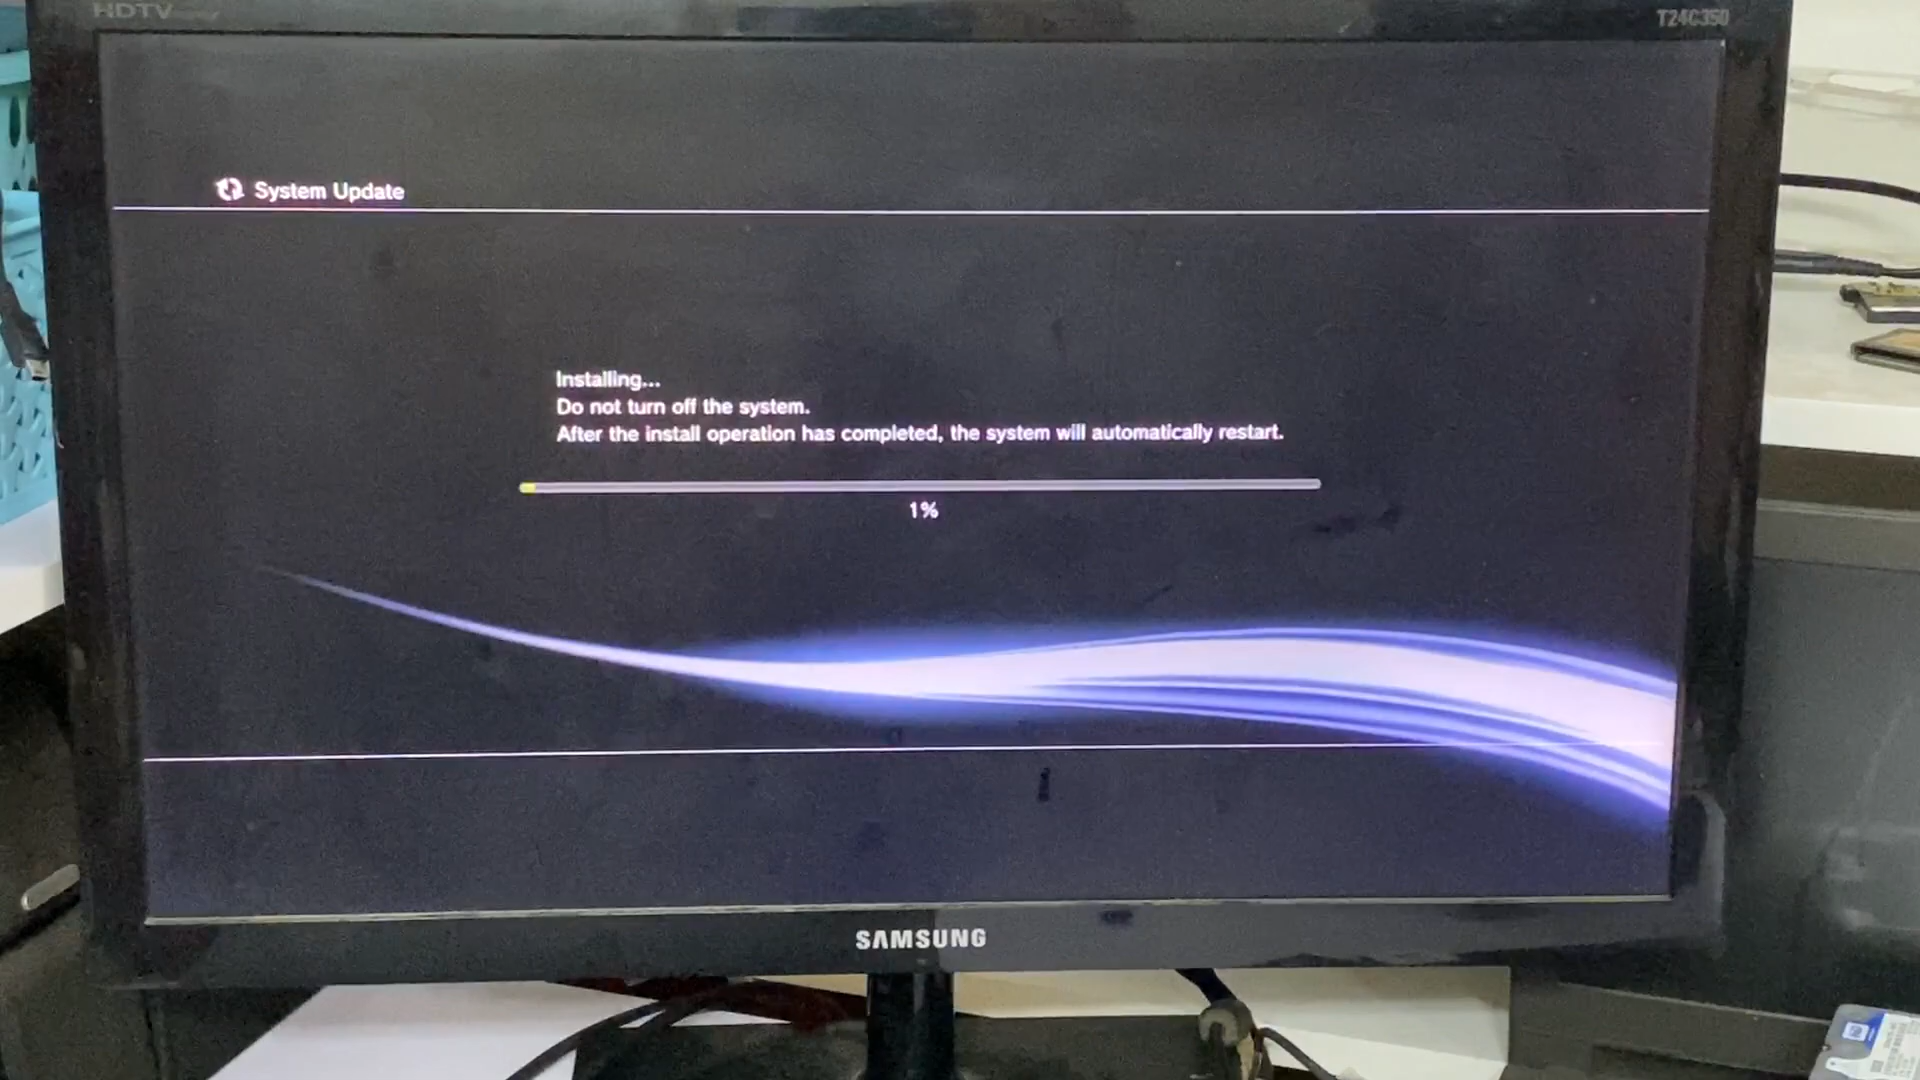 HDTV
T24C350
System Update
Installing...
Do not turn off the system.
After the install operation has completed, the system will automatically restart.
1%
SAMSUNG